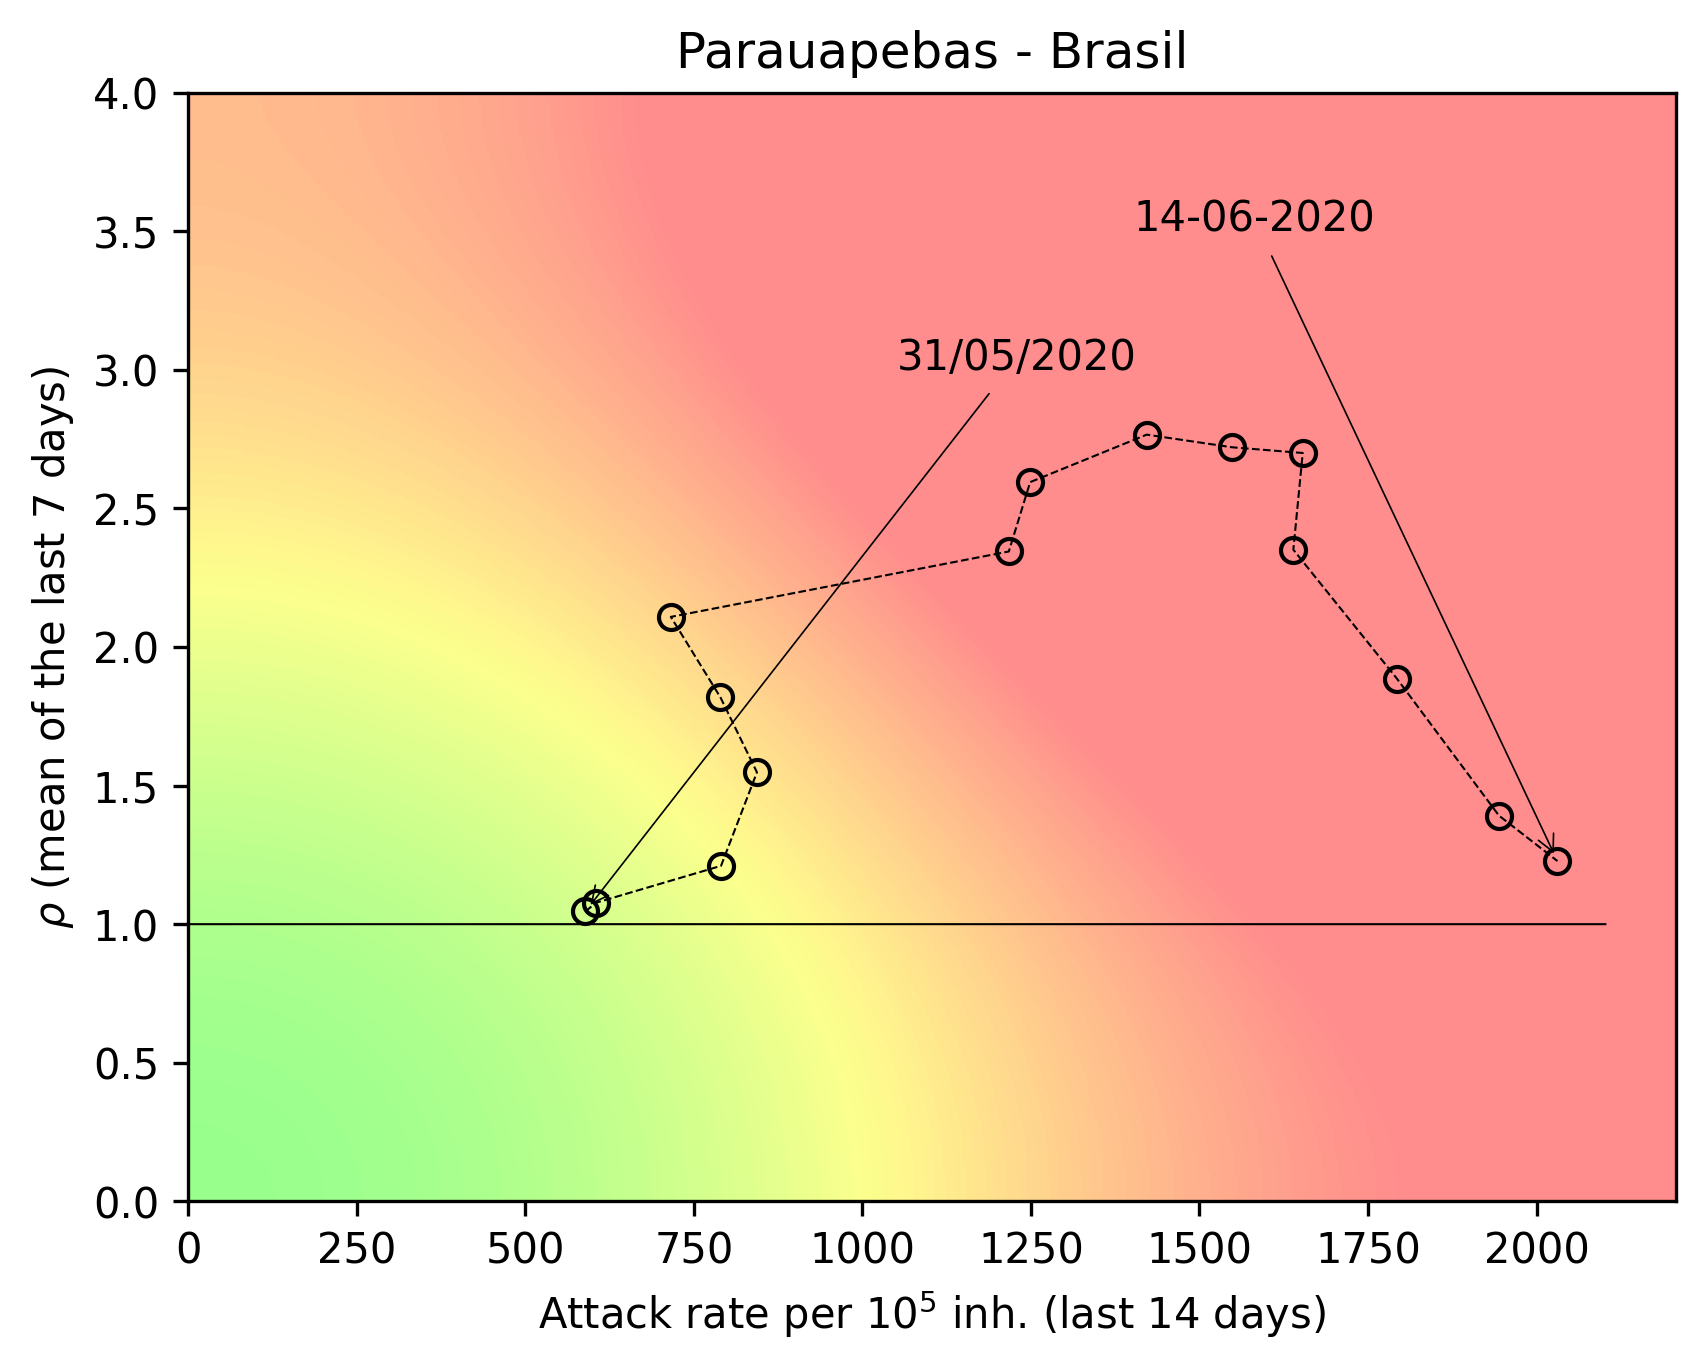 Parauapebas - Brasil
4.0
3.5
3.0
2.5
2.0
1.5
1.0
0.5
0.0
ρ (mean of the last 7 days)
14-06-2020
31/05/2020
0 250 500 750 1000 1250 1500 1750 2000
Attack rate per 10⁵ inh. (last 14 days)